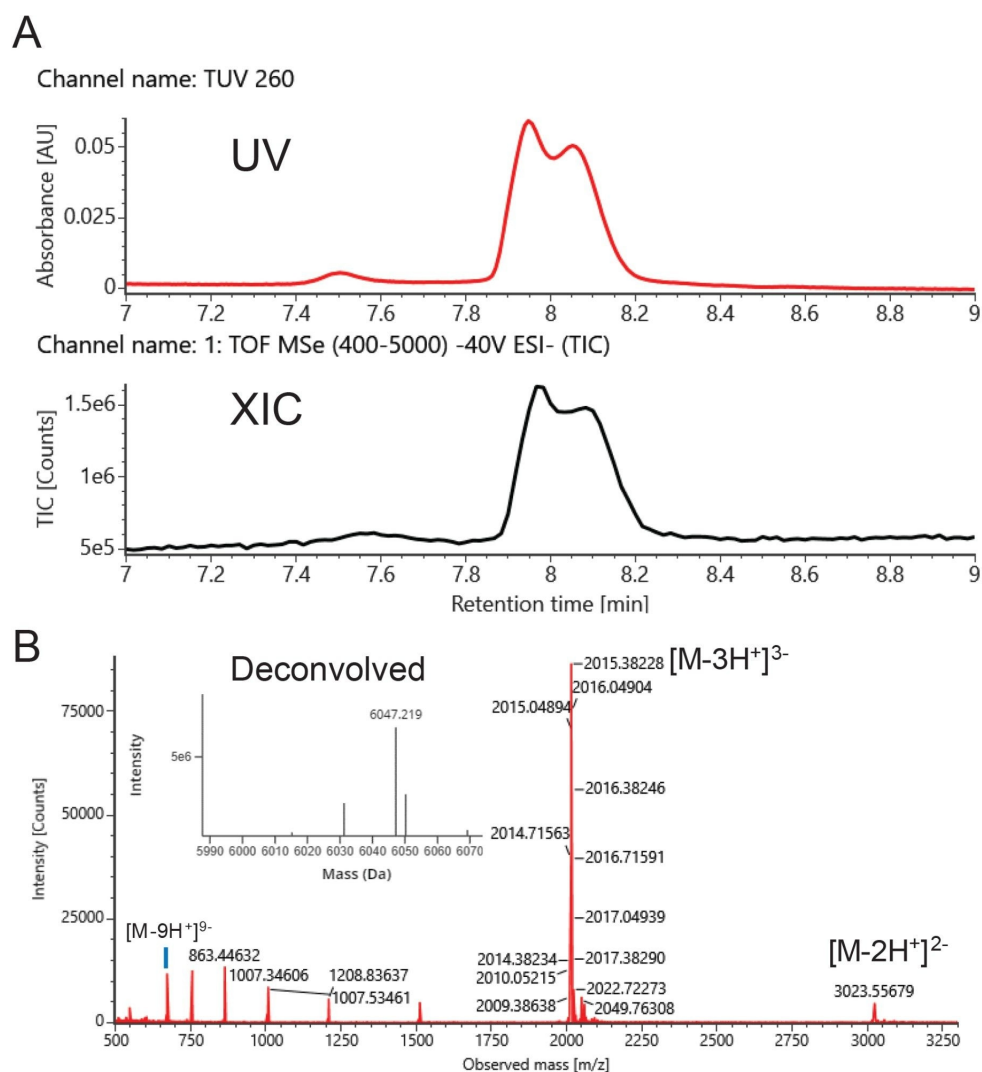 A
Channel name: TUV 260
UV
Absorbance [AU]
0.05
0.025
0
7 7.2 7.4 7.6 7.8 8 8.2 8.4 8.6 8.8 9
Channel name: 1: TOF MSe (400-5000) -40V ESI- (TIC)
XIC
TIC [Counts]
1.5e6
1e6
5e5
7 7.2 7.4 7.6 7.8 8 8.2 8.4 8.6 8.8 9
Retention time [min]
B
Deconvolved
6047.219
Intensity
5e6
5990 6000 6010 6020 6030 6040 6050 6060 6070
Mass (Da)
Intensity [Counts]
75000
50000
25000
0
[M-9H+]9-
863.44632
1007.34606
1208.83637
1007.53461
2015.38228
[M-3H+]3-
2016.04904
2015.04894
2016.38246
2014.71563
2016.71591
2017.04939
2014.38234
2017.38290
2010.05215
2022.72273
2009.38638
2049.76308
[M-2H+]2-
3023.55679
500 750 1000 1250 1500 1750 2000 2250 2500 2750 3000 3250
Observed mass [m/z]